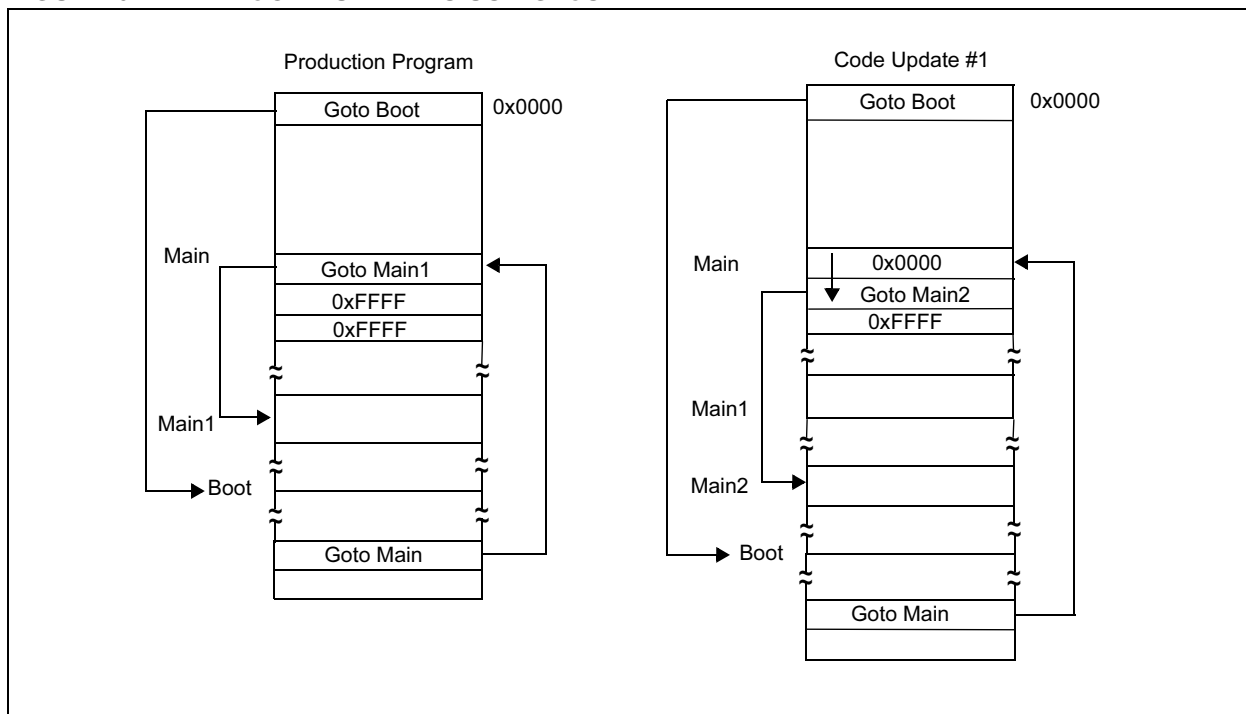 Production Program
Goto Boot
0x0000
Main
Goto Main1
0xFFFF
0xFFFF
Main1
Boot
Goto Main
Code Update #1
Goto Boot
0x0000
Main
0x0000
Goto Main2
0xFFFF
Main1
Main2
Boot
Goto Main